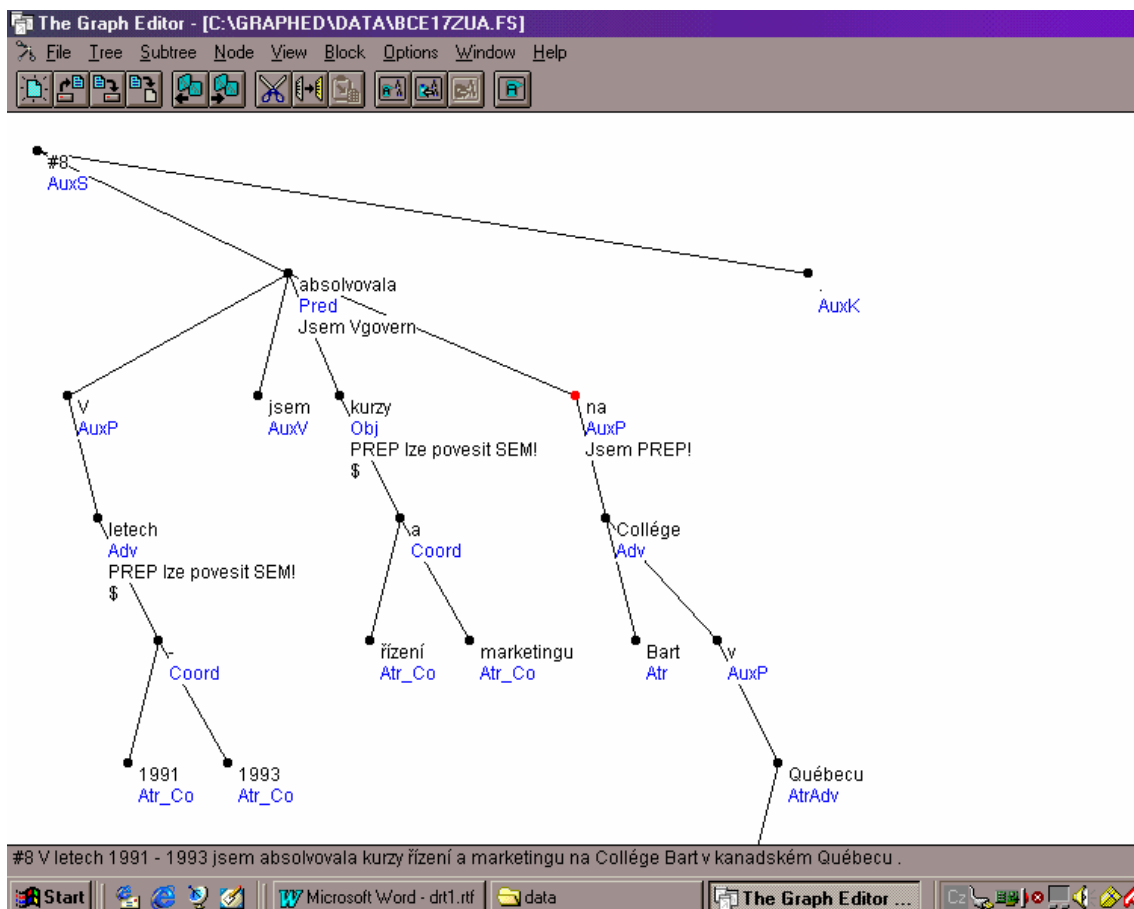 The Graph Editor - [C:\GRAPHED\DATA\BCE17ZUA.FS]
File Tree Subtree Node View Block Options Window Help
#8
AuxS
absolvovala
Pred
Jsem Vgovern
.
AuxK
V
AuxP
jsem
AuxV
kurzy
Obj
PREP lze povesit SEM!
$
na
AuxP
Jsem PREP!
letech
Adv
PREP lze povesit SEM!
$
a
Coord
Collége
Adv
-
Coord
řízení
Atr_Co
marketingu
Atr_Co
Bart
Atr
v
AuxP
1991
Atr_Co
1993
Atr_Co
Québecu
AtrAdv
#8 V letech 1991 - 1993 jsem absolvovala kurzy řízení a marketingu na Collége Bart v kanadském Québecu .
Start Microsoft Word - drt1.rtf data The Graph Editor ... Cz